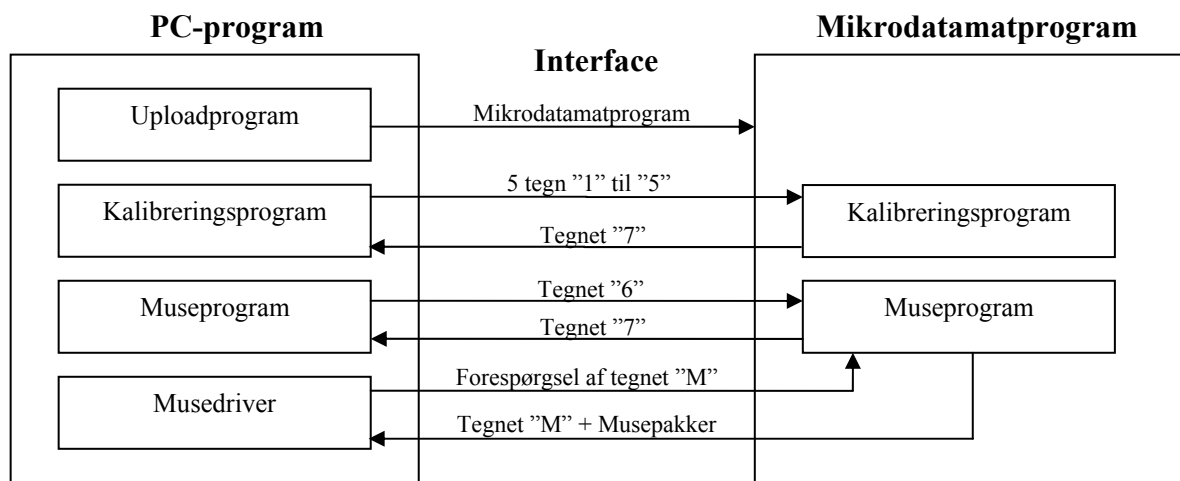 PC-program
Interface
Mikrodatamatprogram
Uploadprogram
Mikrodatamatprogram
Kalibreringsprogram
5 tegn ”1” til ”5”
Tegnet ”7”
Kalibreringsprogram
Museprogram
Tegnet ”6”
Tegnet ”7”
Museprogram
Musedriver
Forespørgsel af tegnet ”M”
Tegnet ”M” + Musepakker